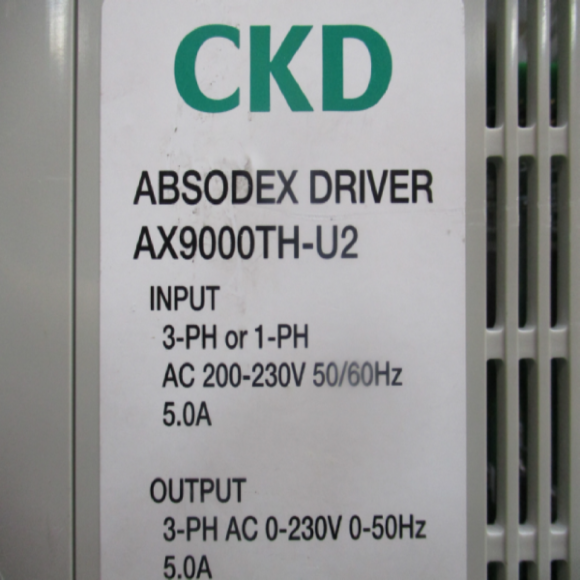 CKD
ABSODEX DRIVER
AX9000TH-U2
INPUT
3-PH or 1-PH
AC 200-230V 50/60Hz
5.0A
OUTPUT
3-PH AC 0-230V 0-50Hz
5.0A